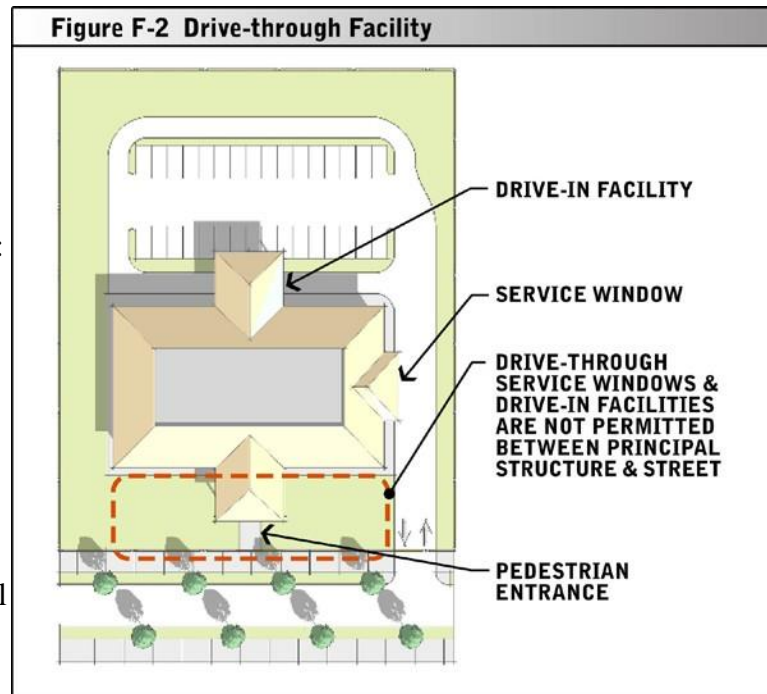 Figure F-2 Drive-through Facility
DRIVE-IN FACILITY
:
SERVICE WINDOW
DRIVE-THROUGH
SERVICE WINDOWS &
DRIVE-IN FACILITIES
ARE NOT PERMITTED
BETWEEN PRINCIPAL
STRUCTURE & STREET
PEDESTRIAN
ENTRANCE
l